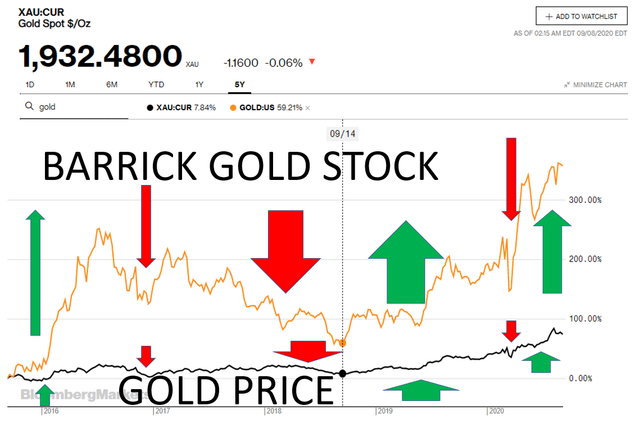 XAU:CUR
Gold Spot $/Oz
+ ADD TO WATCHLIST
AS OF 02:15 AM EDT 09/08/2020 EDT
1,932.4800 XAU -1.1600 -0.06% ▼
1D 1M 6M YTD 1Y 5Y
MINIMIZE CHART
gold
XAU:CUR 7.84% GOLD:US 59.21% ×
09/14
BARRICK GOLD STOCK
300.00%
200.00%
100.00%
0.00%
GOLD PRICE
BloombergMarkets
2016 2017 2018 2019 2020